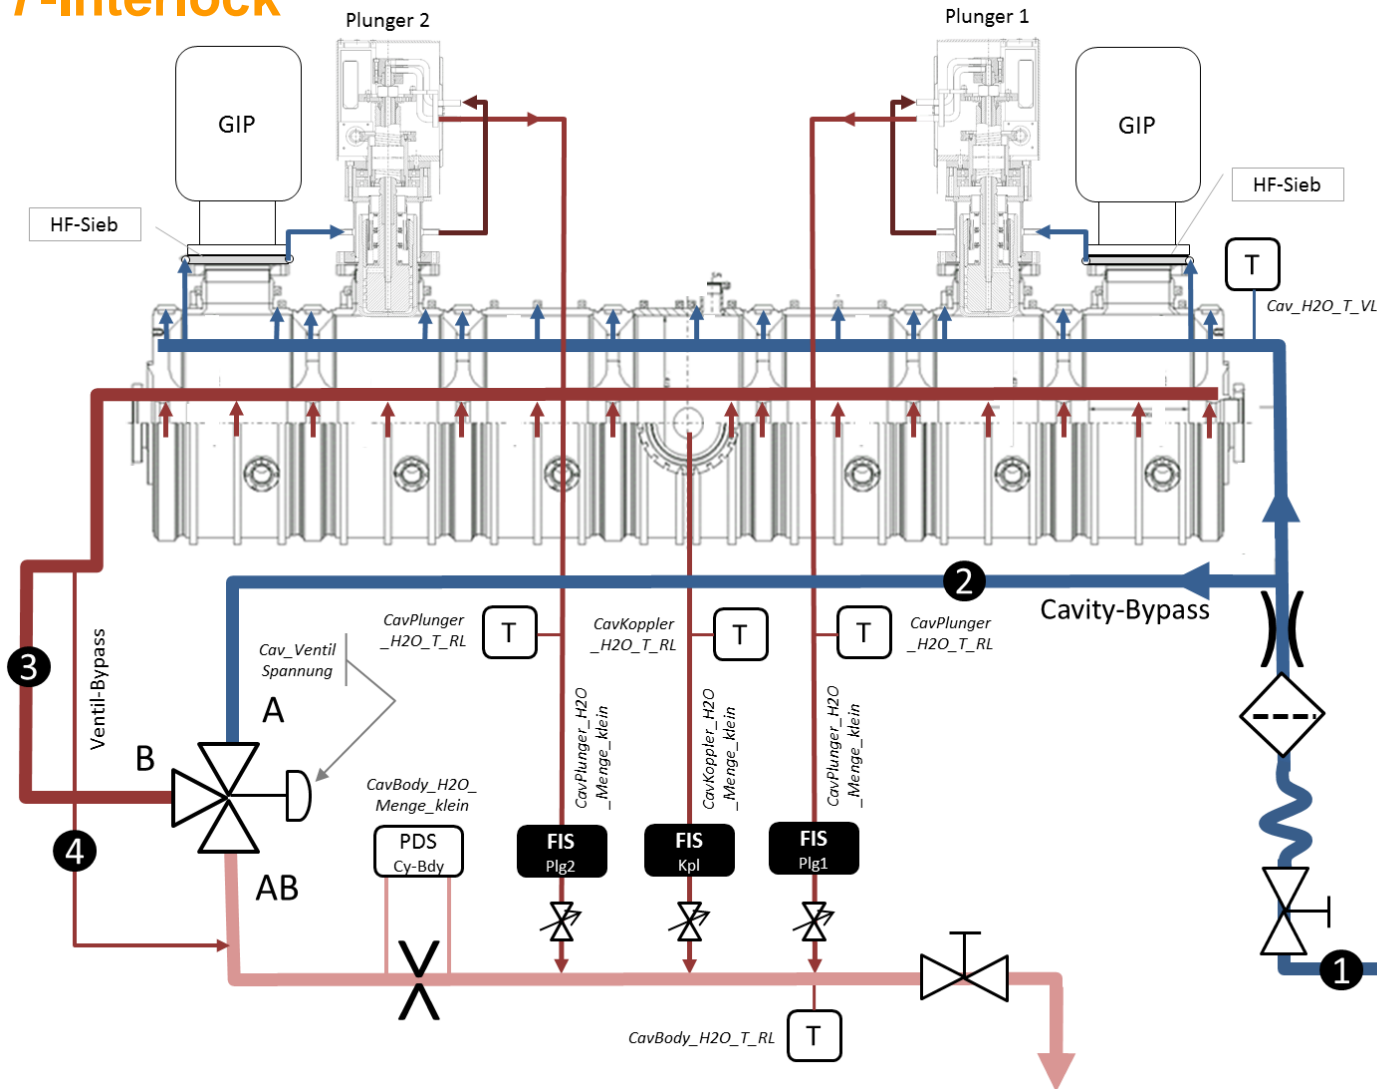 7-Interlock
Plunger 2
Plunger 1
GIP
GIP
HF-Sieb
HF-Sieb
T
Cav_H2O_T_VL
2
Cavity-Bypass
CavPlunger
_H2O_T_RL
T
CavKoppler
_H2O_T_RL
T
T
CavPlunger
_H2O_T_RL
3
Ventil-Bypass
Cav_Ventil
Spannung
A
B
AB
4
CavBody_H2O_
Menge_klein
PDS
Cy-Bdy
CavPlunger_H2O
_Menge_klein
CavKoppler_H2O
_Menge_klein
CavPlunger_H2O
_Menge_klein
FIS
Plg2
FIS
Kpl
FIS
Plg1
1
CavBody_H2O_T_RL
T